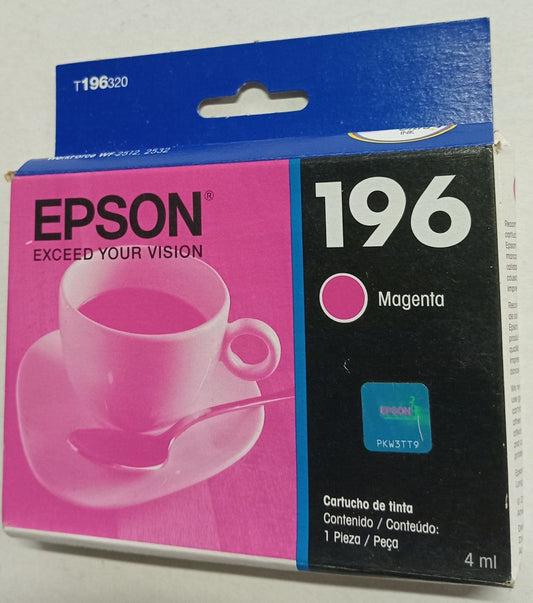 T196320
WorkForce WF-2512, 2532
EPSON®
EXCEED YOUR VISION
196
Magenta
EPSON
PKW3TT9
Cartucho de tinta
Contenido / Conteúdo:
1 Pieza / Peça
4 ml